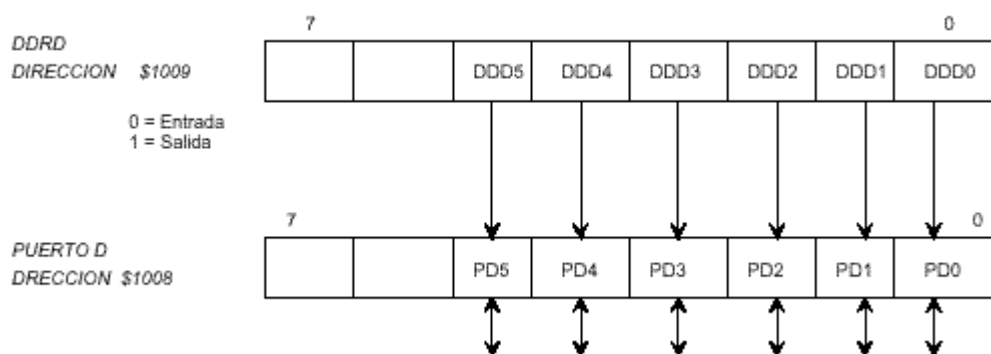 7 0
DDRD
DIRECCION $1009
DDD5 DDD4 DDD3 DDD2 DDD1 DDD0
0 = Entrada
1 = Salida
7 0
PUERTO D
DRECCION $1008
PD5 PD4 PD3 PD2 PD1 PD0